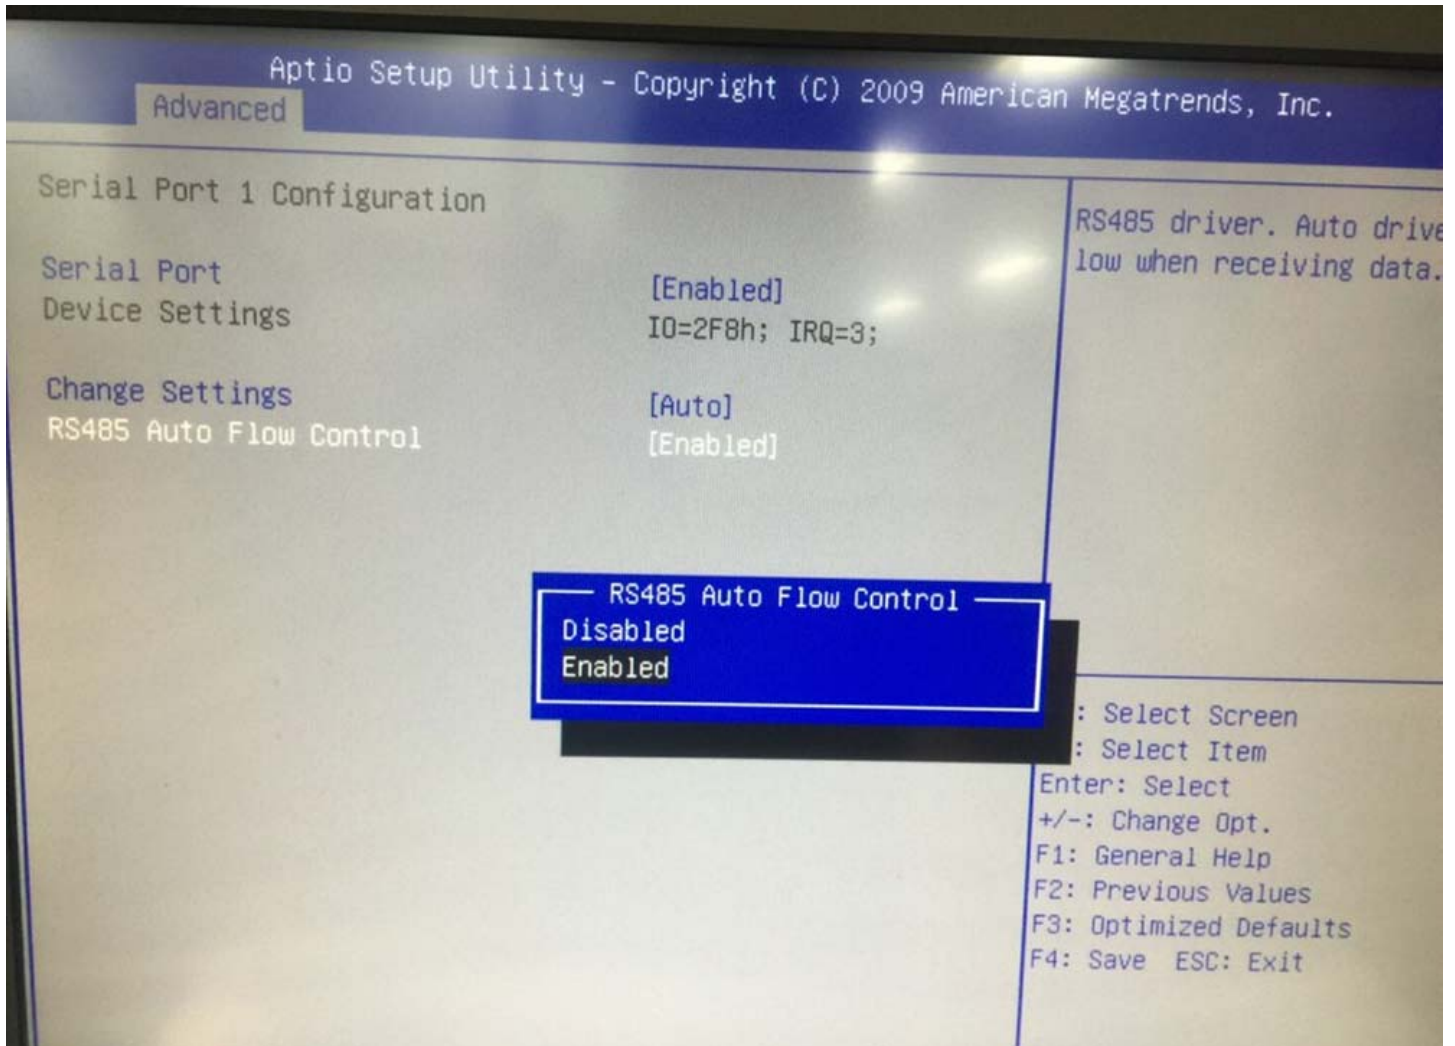 Aptio Setup Utility - Copyright (C) 2009 American Megatrends, Inc.
Advanced
Serial Port 1 Configuration
Serial Port [Enabled]
Device Settings IO=2F8h; IRQ=3;
Change Settings [Auto]
RS485 Auto Flow Control [Enabled]
RS485 driver. Auto drive
low when receiving data.
RS485 Auto Flow Control
Disabled
Enabled
: Select Screen
: Select Item
Enter: Select
+/-: Change Opt.
F1: General Help
F2: Previous Values
F3: Optimized Defaults
F4: Save ESC: Exit